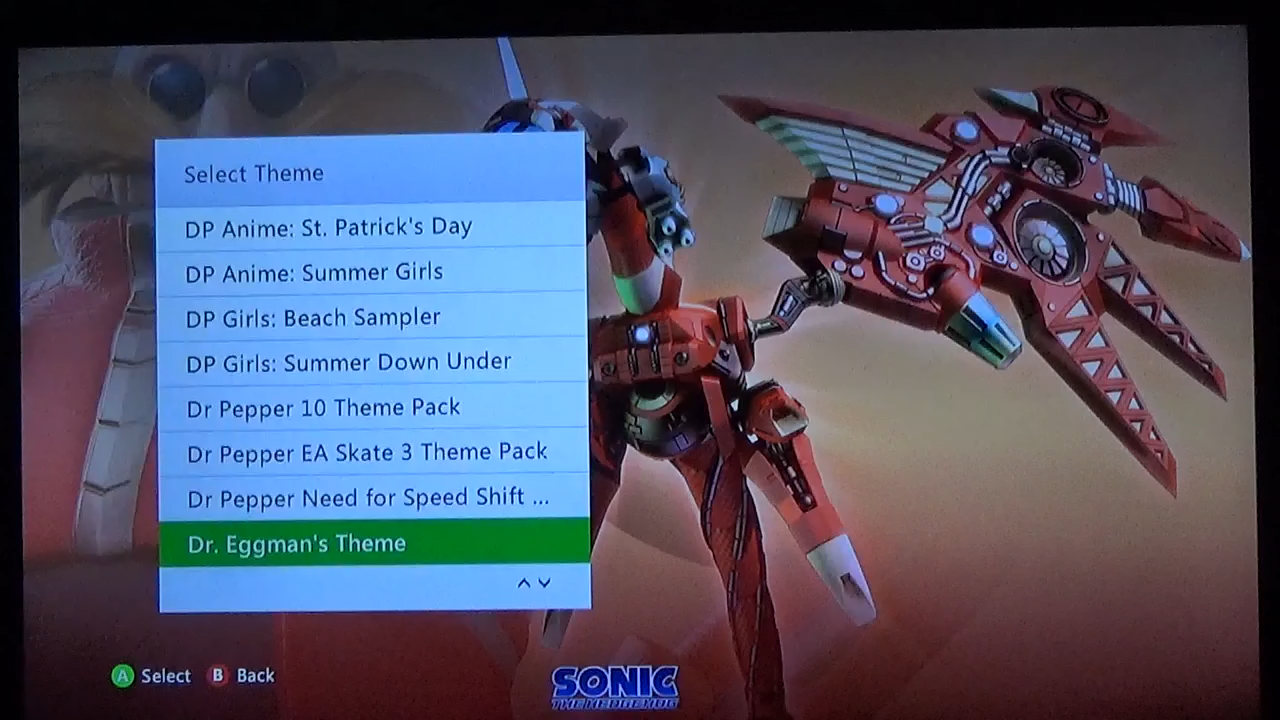 Select Theme
DP Anime: St. Patrick's Day
DP Anime: Summer Girls
DP Girls: Beach Sampler
DP Girls: Summer Down Under
Dr Pepper 10 Theme Pack
Dr Pepper EA Skate 3 Theme Pack
Dr Pepper Need for Speed Shift ...
Dr. Eggman's Theme
A Select B Back
SONIC
THE HEDGEHOG